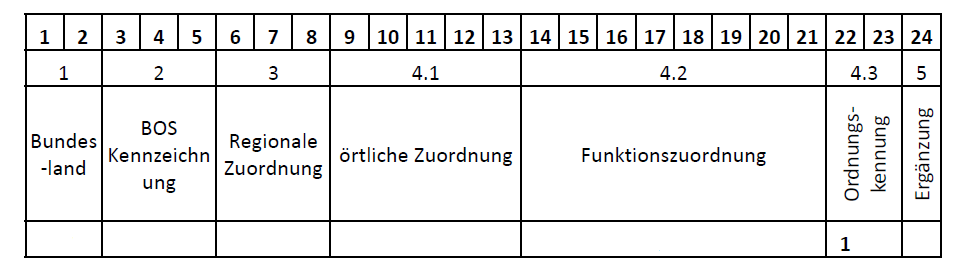 1 2 3 4 5 6 7 8 9 10 11 12 13 14 15 16 17 18 19 20 21 22 23 24
1 2 3 4.1 4.2 4.3 5
Bundes
-land
BOS
Kennzeichn
ung
Regionale
Zuordnung
örtliche Zuordnung
Funktionszuordnung
Ordnungs-
kennung
Ergänzung
1